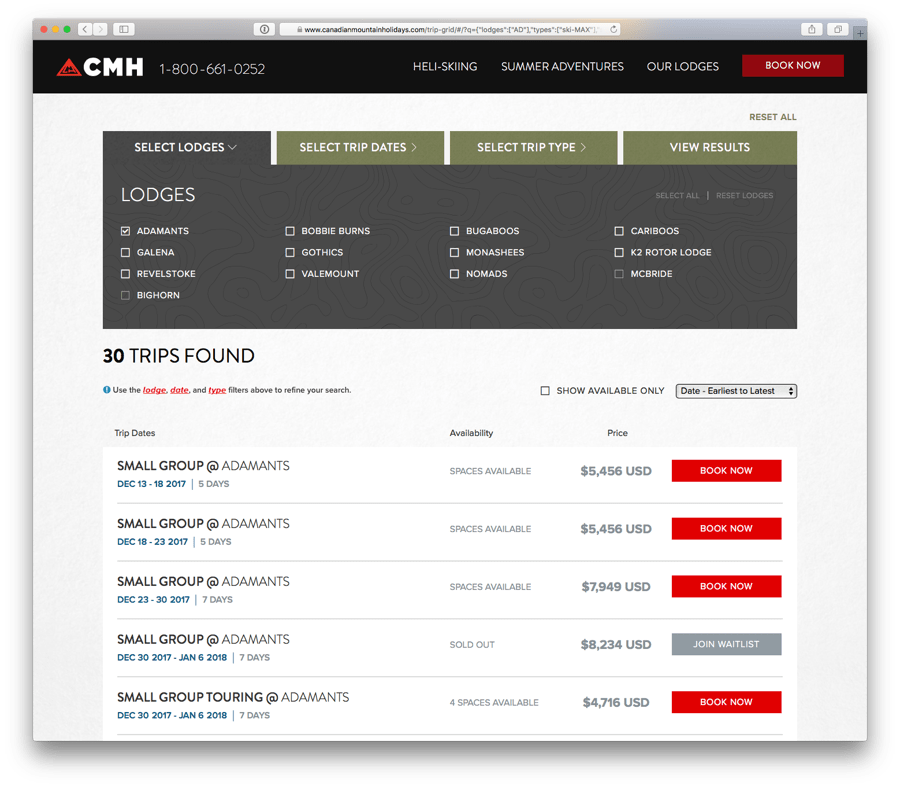 www.canadianmountainholidays.com/trip-grid/#/?q={"lodges":["AD"],"types":["ski-MAX"],
CMH 1-800-661-0252 HELI-SKIING SUMMER ADVENTURES OUR LODGES BOOK NOW
RESET ALL
SELECT LODGES SELECT TRIP DATES SELECT TRIP TYPE VIEW RESULTS
LODGES SELECT ALL | RESET LODGES
ADAMANTS BOBBIE BURNS BUGABOOS CARIBOOS
GALENA GOTHICS MONASHEES K2 ROTOR LODGE
REVELSTOKE VALEMOUNT NOMADS MCBRIDE
BIGHORN
30 TRIPS FOUND
Use the lodge, date, and type filters above to refine your search. SHOW AVAILABLE ONLY Date - Earliest to Latest
Trip Dates Availability Price
SMALL GROUP @ ADAMANTS SPACES AVAILABLE $5,456 USD BOOK NOW
DEC 13 - 18 2017 | 5 DAYS
SMALL GROUP @ ADAMANTS SPACES AVAILABLE $5,456 USD BOOK NOW
DEC 18 - 23 2017 | 5 DAYS
SMALL GROUP @ ADAMANTS SPACES AVAILABLE $7,949 USD BOOK NOW
DEC 23 - 30 2017 | 7 DAYS
SMALL GROUP @ ADAMANTS SOLD OUT $8,234 USD JOIN WAITLIST
DEC 30 2017 - JAN 6 2018 | 7 DAYS
SMALL GROUP TOURING @ ADAMANTS 4 SPACES AVAILABLE $4,716 USD BOOK NOW
DEC 30 2017 - JAN 6 2018 | 7 DAYS